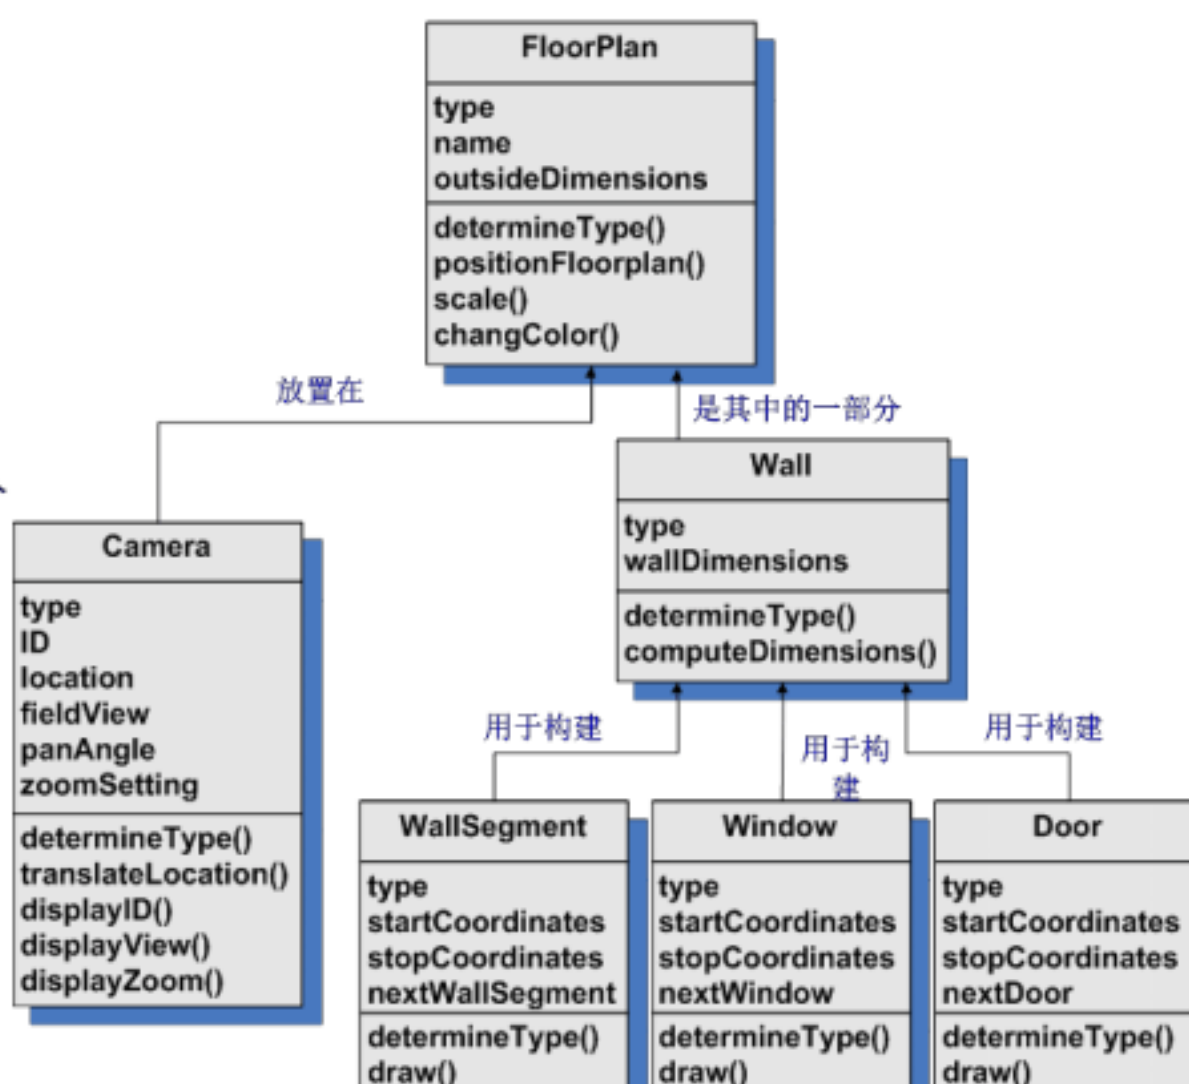 FloorPlan
type
name
outsideDimensions
determineType()
positionFloorplan()
scale()
changColor()
放置在
是其中的一部分
Wall
type
wallDimensions
determineType()
computeDimensions()
Camera
type
ID
location
fieldView
panAngle
zoomSetting
determineType()
translateLocation()
displayID()
displayView()
displayZoom()
用于构建
用于构
建
用于构建
WallSegment
type
startCoordinates
stopCoordinates
nextWallSegment
determineType()
draw()
Window
type
startCoordinates
stopCoordinates
nextWindow
determineType()
draw()
Door
type
startCoordinates
stopCoordinates
nextDoor
determineType()
draw()